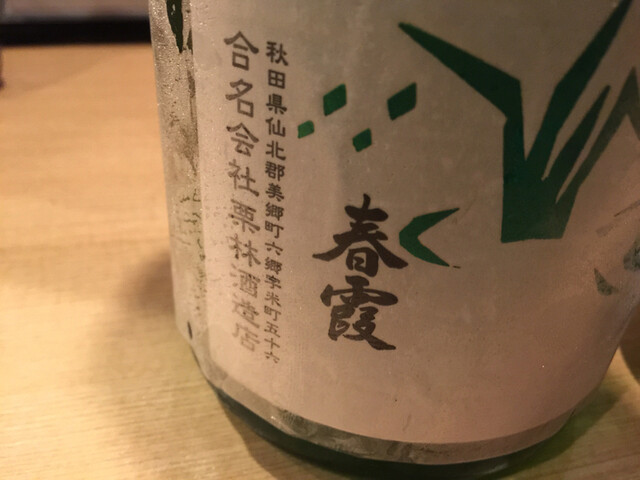 秋田県仙北郡美郷町六郷字米町五十六
合名会社栗林酒造店
春霞